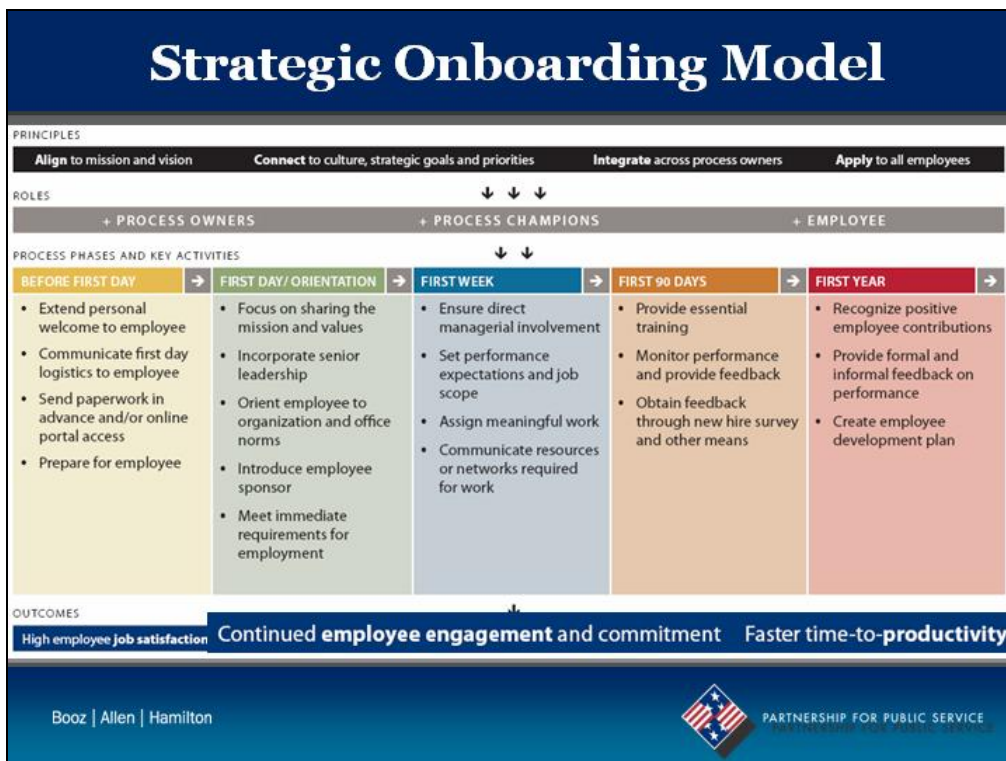 Strategic Onboarding Model
PRINCIPLES
Align to mission and vision Connect to culture, strategic goals and priorities Integrate across process owners Apply to all employees
ROLES
+ PROCESS OWNERS + PROCESS CHAMPIONS + EMPLOYEE
PROCESS PHASES AND KEY ACTIVITIES
BEFORE FIRST DAY
• Extend personal
welcome to employee
• Communicate first day
logistics to employee
• Send paperwork in
advance and/or online
portal access
• Prepare for employee
FIRST DAY/ ORIENTATION
• Focus on sharing the
mission and values
• Incorporate senior
leadership
• Orient employee to
organization and office
norms
• Introduce employee
sponsor
• Meet immediate
requirements for
employment
FIRST WEEK
• Ensure direct
managerial involvement
• Set performance
expectations and job
scope
• Assign meaningful work
• Communicate resources
or networks required
for work
FIRST 90 DAYS
• Provide essential
training
• Monitor performance
and provide feedback
• Obtain feedback
through new hire survey
and other means
FIRST YEAR
• Recognize positive
employee contributions
• Provide formal and
informal feedback on
performance
• Create employee
development plan
OUTCOMES
High employee job satisfaction Continued employee engagement and commitment Faster time-to-productivity
Booz | Allen | Hamilton
PARTNERSHIP FOR PUBLIC SERVICE